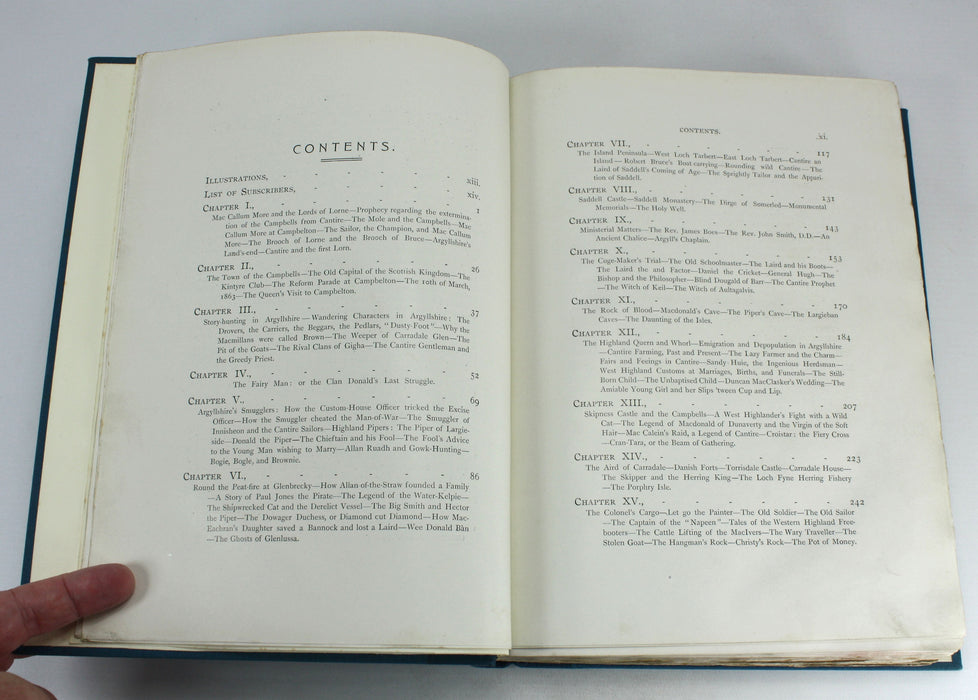 CONTENTS.
ILLUSTRATIONS, - - - - - - xiii.
LIST OF SUBSCRIBERS, - - - - - - xiv.
CHAPTER I., - - - - - - 1
Mac Callum More and the Lords of Lorne—Prophecy regarding the extermina-
tion of the Campbells from Cantire—The Mole and the Campbells—Mac
Callum More at Campbelton—The Sailor, the Champion, and Mac Callum
More—The Brooch of Lorne and the Brooch of Bruce—Argyllshire's
Land's-end—Cantire and the first Lorn.
CHAPTER II., - - - - - - 26
The Town of the Campbells—The Old Capital of the Scottish Kingdom—The
Kintyre Club—The Reform Parade at Campbelton—The 10th of March,
1863—The Queen's Visit to Campbelton.
CHAPTER III., - - - - - - 37
Story-hunting in Argyllshire—Wandering Characters in Argyllshire: The
Drovers, the Carriers, the Beggars, the Pedlars, "Dusty-Foot"—Why the
Macmillans were called Brown—The Weeper of Carradale Glen—The
Pit of the Goats—The Rival Clans of Gigha—The Cantire Gentleman and
the Greedy Priest.
CHAPTER IV., - - - - - - 52
The Fairy Man: or the Clan Donald's Last Struggle.
CHAPTER V., - - - - - - 69
Argyllshire's Smugglers: How the Custom-House Officer tricked the Excise
Officer—How the Smuggler cheated the Man-of-War—The Smuggler of
Innisheon and the Cantire Sailors—Highland Pipers: The Piper of Largie-
side—Donald the Piper—The Chieftain and his Fool—The Fool's Advice
to the Young Man wishing to Marry—Allan Ruadh and Gowk-Hunting—
Bogie, Bogle, and Brownie.
CHAPTER VI., - - - - - - 86
Round the Peat-fire at Glenbrecky—How Allan-of-the-Straw founded a Family
—A Story of Paul Jones the Pirate—The Legend of the Water-Kelpie—
The Shipwrecked Cat and the Derelict Vessel—The Big Smith and Hector
the Piper—The Dowager Duchess, or Diamond cut Diamond—How Mac-
Eachran's Daughter saved a Bannock and lost a Laird—Wee Donald Bàn
—The Ghosts of Glenlussa.
CONTENTS. xi.
CHAPTER VII., - - - - - - 117
The Island Peninsula—West Loch Tarbert—East Loch Tarbert—Cantire an
Island—Robert Bruce's Boat-carrying—Rounding wild Cantire—The
Laird of Saddell's Coming of Age—The Sprightly Tailor and the Appari-
tion of Saddell.
CHAPTER VIII., - - - - - - 131
Saddell Castle—Saddell Monastery—The Dirge of Somerled—Monumental
Memorials—The Holy Well.
CHAPTER IX., - - - - - - 143
Ministerial Matters—The Rev. James Boes—The Rev. John Smith, D.D.—An
Ancient Chalice—Argyll's Chaplain.
CHAPTER X., - - - - - - 153
The Cuge-Maker's Trial—The Old Schoolmaster—The Laird and his Boots—
The Laird the and Factor—Daniel the Cricket—General Hugh—The
Bishop and the Philosopher—Blind Dougald of Barr—The Cantire Prophet
—The Witch of Keil—The Witch of Aultagalvis.
CHAPTER XI., - - - - - - 170
The Rock of Blood—Macdonald's Cave—The Piper's Cave—The Largieban
Caves—The Daunting of the Isles.
CHAPTER XII., - - - - - - 184
The Highland Quern and Whorl—Emigration and Depopulation in Argyllshire
—Cantire Farming, Past and Present—The Lazy Farmer and the Charm—
Fairs and Feeings in Cantire—Sandy Huie, the Ingenious Herdsman—
West Highland Customs at Marriages, Births, and Funerals—The Still-
Born Child—The Unbaptised Child—Duncan MacClasker's Wedding—The
Amiable Young Girl and her Slips 'tween Cup and Lip.
CHAPTER XIII., - - - - - - 207
Skipness Castle and the Campbells—A West Highlander's Fight with a Wild
Cat—The Legend of Macdonald of Dunaverty and the Virgin of the Soft
Hair—Mac Calein's Raid, a Legend of Cantire—Croistar: the Fiery Cross
—Cran-Tara, or the Beam of Gathering.
CHAPTER XIV., - - - - - - 223
The Aird of Carradale—Danish Forts—Torrisdale Castle—Carradale House—
The Skipper and the Herring King—The Loch Fyne Herring Fishery
—The Porphry Isle.
CHAPTER XV., - - - - - - 242
The Colonel's Cargo—Let go the Painter—The Old Soldier—The Old Sailor
—The Captain of the "Napeen"—Tales of the Western Highland Free-
booters—The Cattle Lifting of the MacIvers—The Wary Traveller—The
Stolen Goat—The Hangman's Rock—Christy's Rock—The Pot of Money.